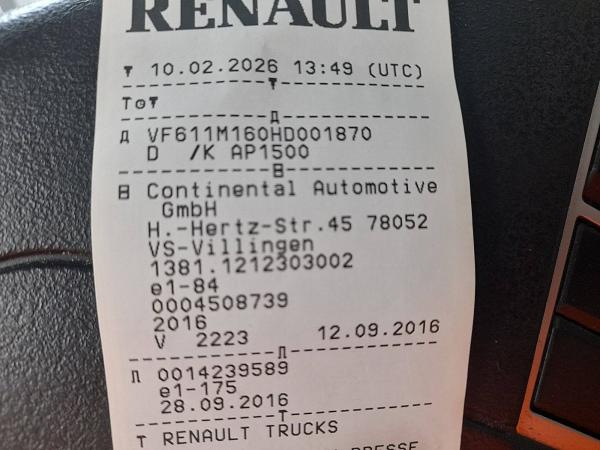 RENAULT
▼ 10.02.2026 13:49 (UTC)
-------------▼-------------
T⊙▼
-------------д-------------
д VF611M160HD001870
D /K AP1500
-------------B-------------
B Continental Automotive
GmbH
H.-Hertz-Str.45 78052
VS-Villingen
1381.1212303002
e1-84
0004508739
2016
V 2223 12.09.2016
-------------Л-------------
Л 0014239589
e1-175
28.09.2016
-------------T-------------
T RENAULT TRUCKS
PRESSE